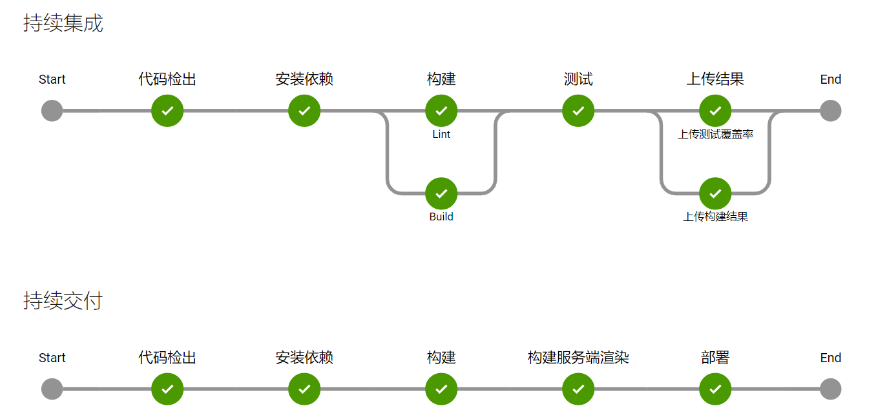 持续集成
Start 代码检出 安装依赖 构建 测试 上传结果 End
Lint 上传测试覆盖率
Build 上传构建结果
持续交付
Start 代码检出 安装依赖 构建 构建服务端渲染 部署 End